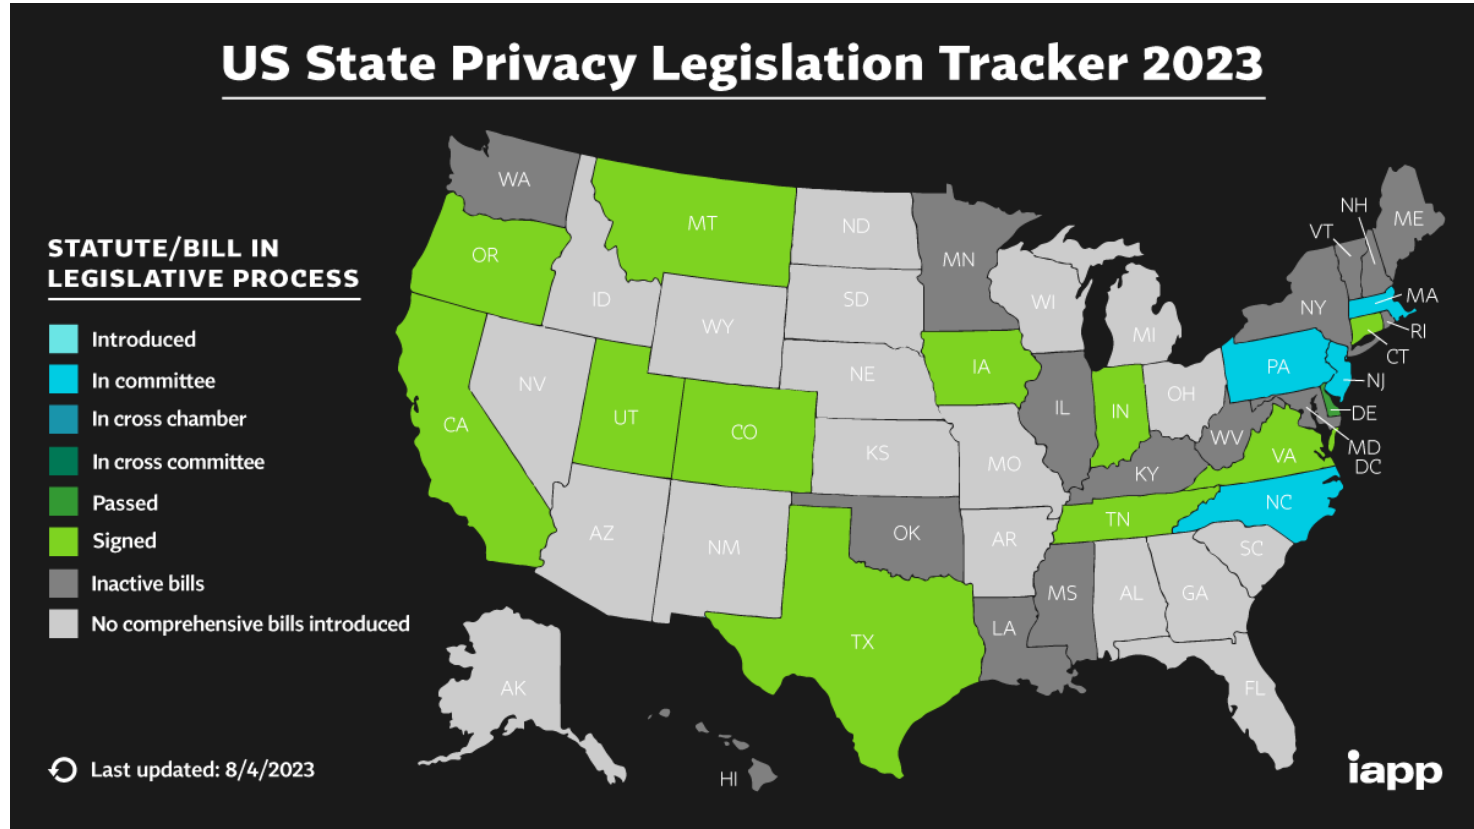 US State Privacy Legislation Tracker 2023
STATUTE/BILL IN
LEGISLATIVE PROCESS
Introduced
In committee
In cross chamber
In cross committee
Passed
Signed
Inactive bills
No comprehensive bills introduced
Last updated: 8/4/2023
WA
MT
ND
MN
OR
ID
SD
WI
MI
WY
NV
NE
IA
UT
CO
CA
KS
MO
IL
IN
OH
KY
WV
VA
AZ
NM
OK
AR
TN
NC
SC
TX
LA
MS
AL
GA
FL
AK
HI
NH
VT
ME
NY
MA
RI
CT
PA
NJ
DE
MD
DC
iapp